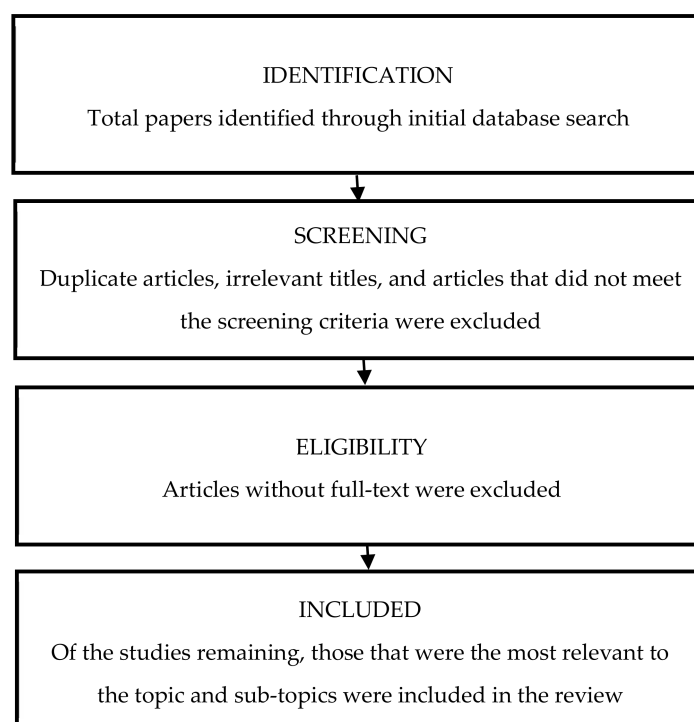 IDENTIFICATION
Total papers identified through initial database search
SCREENING
Duplicate articles, irrelevant titles, and articles that did not meet
the screening criteria were excluded
ELIGIBILITY
Articles without full-text were excluded
INCLUDED
Of the studies remaining, those that were the most relevant to
the topic and sub-topics were included in the review